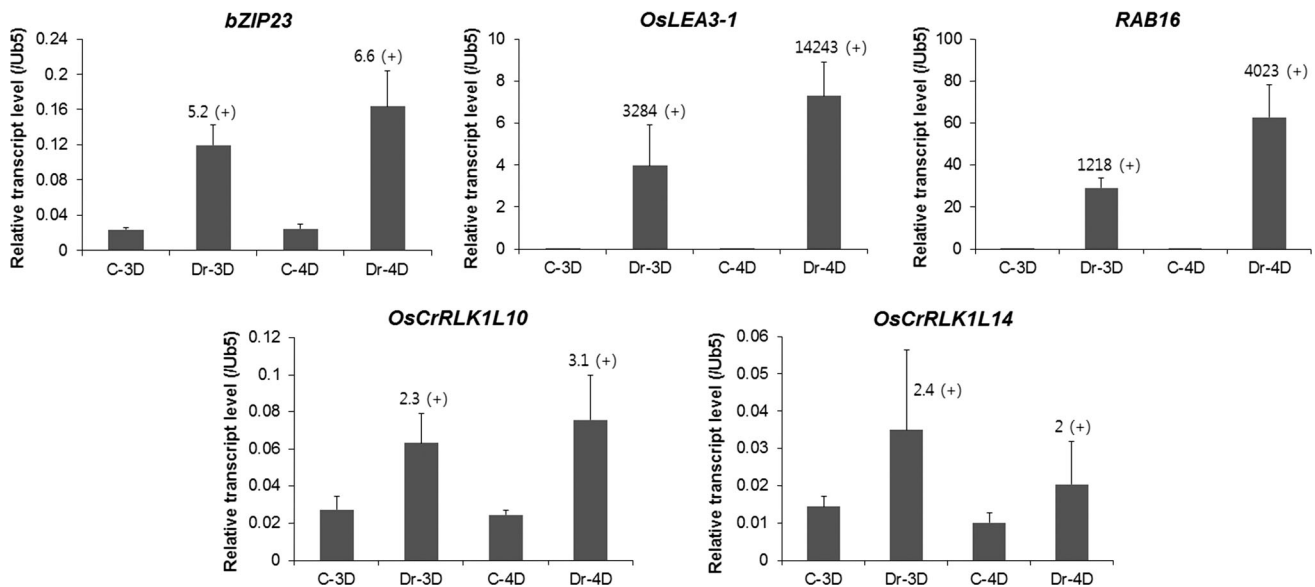 bZIP23
Relative transcript level (/Ub5)
0.24
0.2
0.16
0.12
0.08
0.04
0
5.2 (+)
6.6 (+)
C-3D Dr-3D C-4D Dr-4D
OsLEA3-1
Relative transcript level (/Ub5)
10
8
6
4
2
0
3284 (+)
14243 (+)
C-3D Dr-3D C-4D Dr-4D
RAB16
Relative transcript level (/Ub5)
100
80
60
40
20
0
1218 (+)
4023 (+)
C-3D Dr-3D C-4D Dr-4D
OsCrRLK1L10
Relative transcript level (/Ub5)
0.12
0.1
0.08
0.06
0.04
0.02
0
2.3 (+)
3.1 (+)
C-3D Dr-3D C-4D Dr-4D
OsCrRLK1L14
Relative transcript level (/Ub5)
0.06
0.05
0.04
0.03
0.02
0.01
0
2.4 (+)
2 (+)
C-3D Dr-3D C-4D Dr-4D